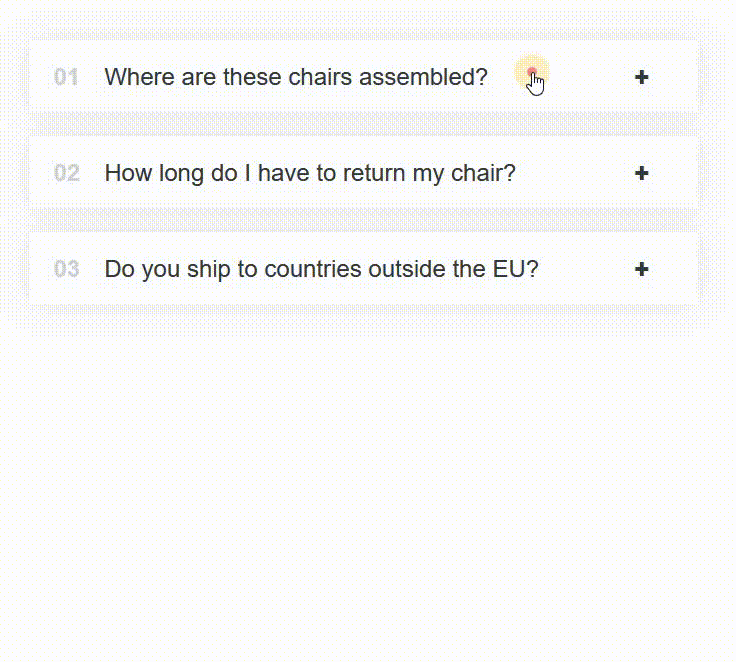 01 Where are these chairs assembled? +
02 How long do I have to return my chair? +
03 Do you ship to countries outside the EU? +